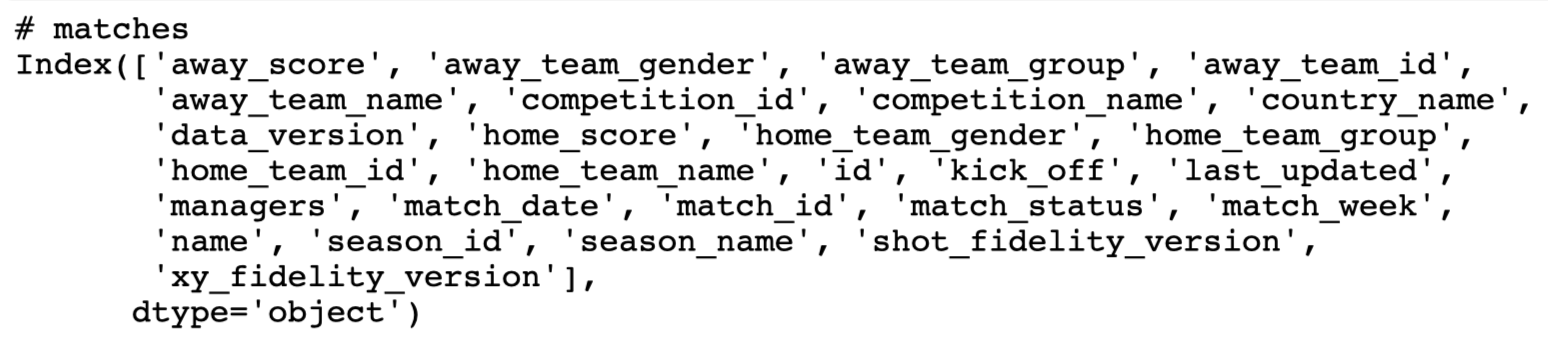 # matches
Index(['away_score', 'away_team_gender', 'away_team_group', 'away_team_id',
'away_team_name', 'competition_id', 'competition_name', 'country_name',
'data_version', 'home_score', 'home_team_gender', 'home_team_group',
'home_team_id', 'home_team_name', 'id', 'kick_off', 'last_updated',
'managers', 'match_date', 'match_id', 'match_status', 'match_week',
'name', 'season_id', 'season_name', 'shot_fidelity_version',
'xy_fidelity_version'],
dtype='object')